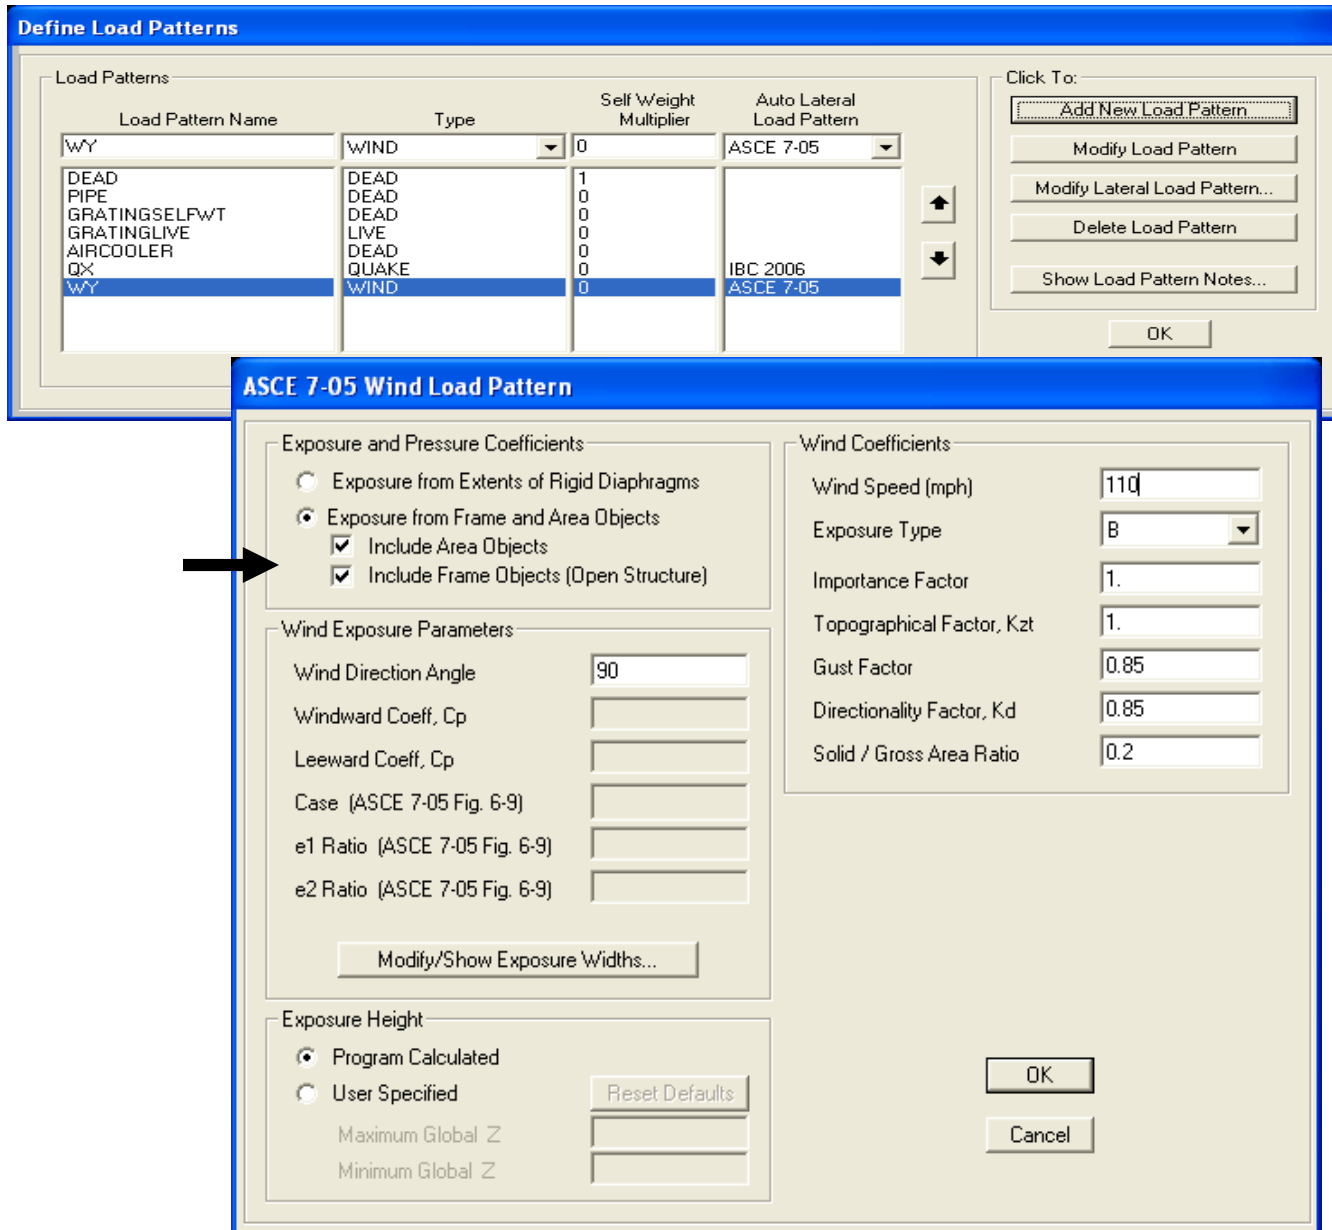 Define Load Patterns
Load Patterns
Click To:
Load Pattern Name Type Self Weight Multiplier Auto Lateral Load Pattern
WY WIND 0 ASCE 7-05
DEAD DEAD 1
PIPE DEAD 0
GRATINGSELFWT DEAD 0
GRATINGLIVE LIVE 0
AIRCOOLER DEAD 0
QX QUAKE 0 IBC 2006
WY WIND 0 ASCE 7-05
Add New Load Pattern
Modify Load Pattern
Modify Lateral Load Pattern...
Delete Load Pattern
Show Load Pattern Notes...
OK
ASCE 7-05 Wind Load Pattern
Exposure and Pressure Coefficients
Exposure from Extents of Rigid Diaphragms
Exposure from Frame and Area Objects
Include Area Objects
Include Frame Objects (Open Structure)
Wind Exposure Parameters
Wind Direction Angle 90
Windward Coeff, Cp
Leeward Coeff, Cp
Case (ASCE 7-05 Fig. 6-9)
e1 Ratio (ASCE 7-05 Fig. 6-9)
e2 Ratio (ASCE 7-05 Fig. 6-9)
Modify/Show Exposure Widths...
Exposure Height
Program Calculated
User Specified Reset Defaults
Maximum Global Z
Minimum Global Z
Wind Coefficients
Wind Speed (mph) 110
Exposure Type B
Importance Factor 1.
Topographical Factor, Kzt 1.
Gust Factor 0.85
Directionality Factor, Kd 0.85
Solid / Gross Area Ratio 0.2
OK
Cancel